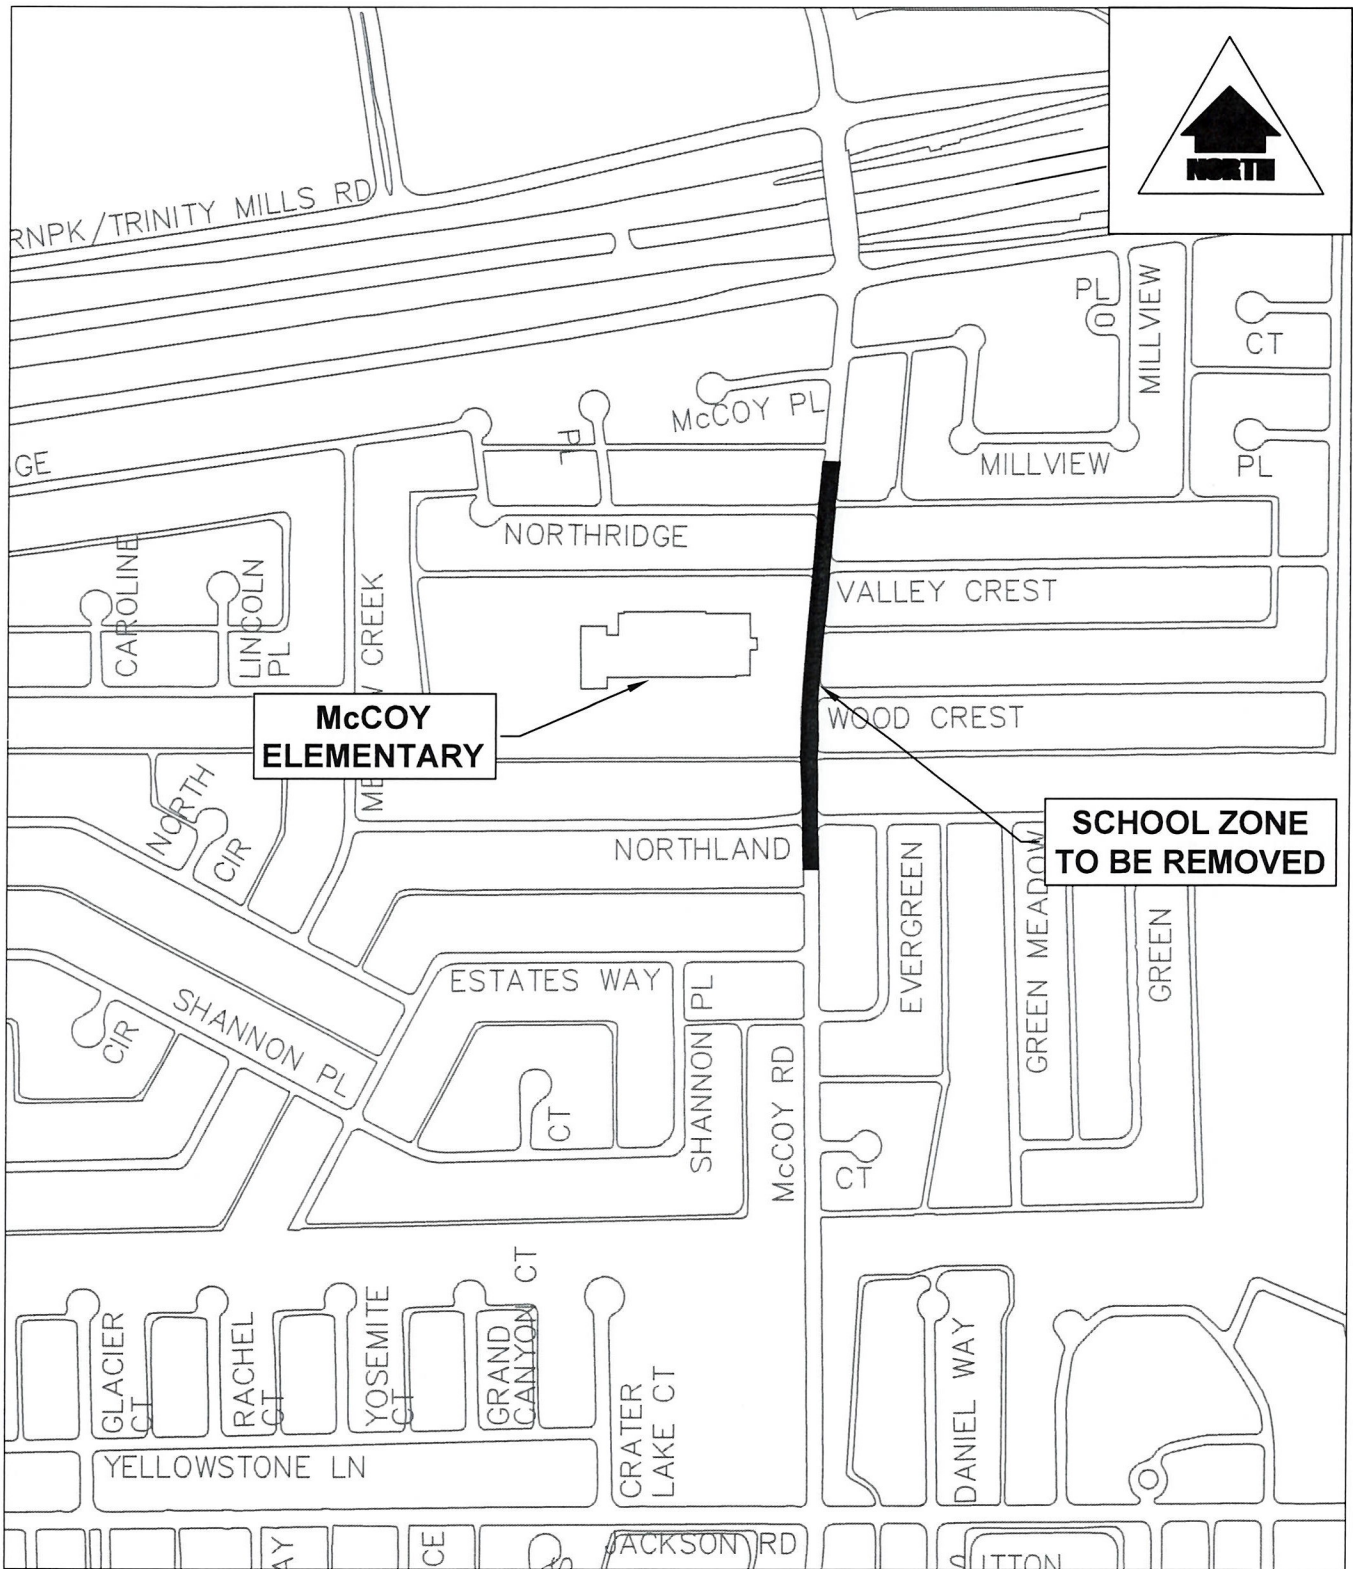 NORTH
RNPK/TRINITY MILLS RD
PL
MILLVIEW
CT
McCOY PL
PL
GE
MILLVIEW
PL
NORTHRIDGE
CAROLINE
LINCOLN
PL
CREEK
VALLEY CREST
McCOY
ELEMENTARY
WOOD CREST
NORTH
CIR
NORTHLAND
SCHOOL ZONE
TO BE REMOVED
EVERGREEN
GREEN MEADOW
GREEN
ESTATES WAY
SHANNON PL
CIR
SHANNON PL
CT
McCOY RD
CT
GLACIER
CT
RACHEL
CT
YOSEMITE
CT
GRAND
CANYON CT
CRATER
LAKE CT
DANIEL WAY
YELLOWSTONE LN
AY
CE
JACKSON RD